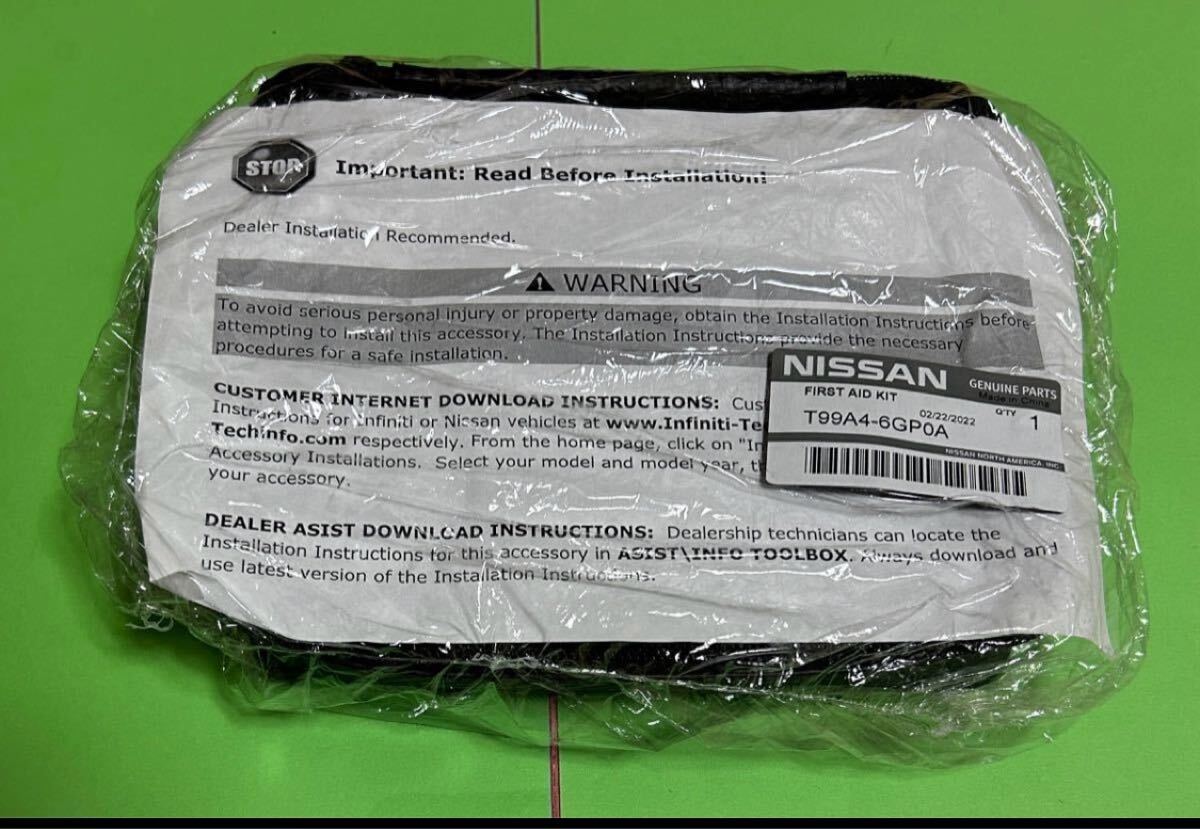 STOP
Important: Read Before Installation!
Dealer Installation Recommended.
WARNING
To avoid serious personal injury or property damage, obtain the Installation Instructions before
attempting to install this accessory. The Installation Instructions provide the necessary
procedures for a safe installation.
CUSTOMER INTERNET DOWNLOAD INSTRUCTIONS: Cus
Instructions for Infiniti or Nissan vehicles at www.Infiniti-Te
Techinfo.com respectively. From the home page, click on "In
Accessory Installations. Select your model and model year, t
your accessory.
DEALER ASIST DOWNLOAD INSTRUCTIONS: Dealership technicians can locate the
Installation Instructions for this accessory in ASIST\INFO TOOLBOX. Always download and
use latest version of the Installation Instructions.
NISSAN GENUINE PARTS
Made in China
FIRST AID KIT
02/22/2022 QTY
T99A4-6GP0A 1
NISSAN NORTH AMERICA, INC.